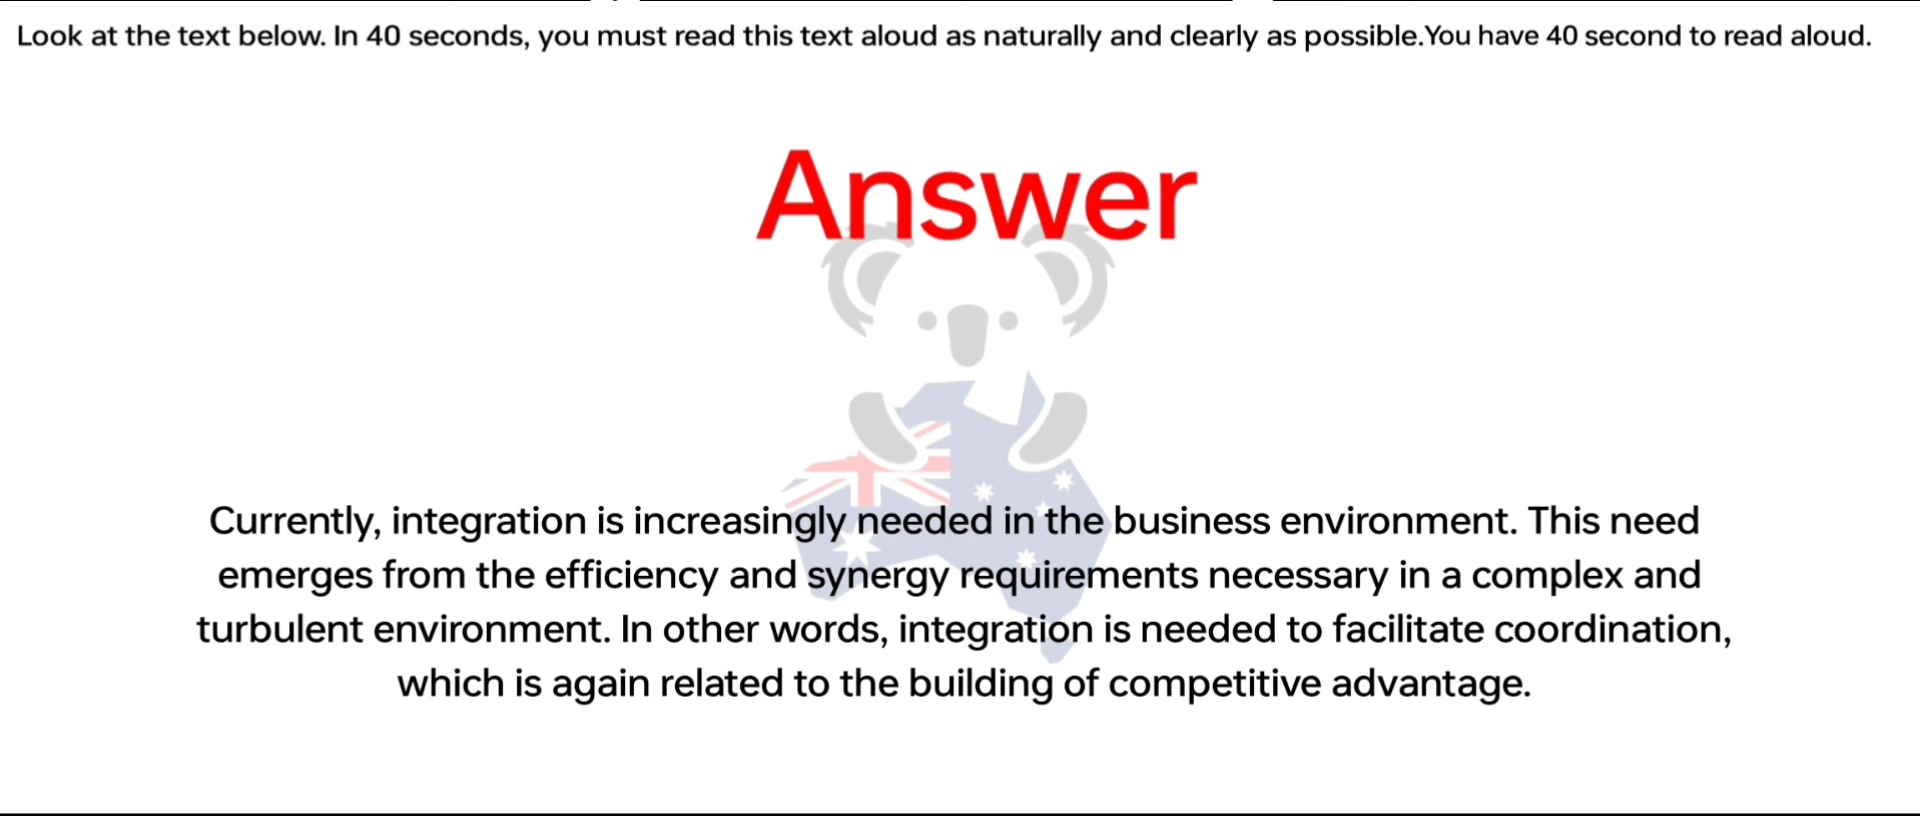 Look at the text below. In 40 seconds, you must read this text aloud as naturally and clearly as possible.You have 40 second to read aloud.
Answer
Currently, integration is increasingly needed in the business environment. This need
emerges from the efficiency and synergy requirements necessary in a complex and
turbulent environment. In other words, integration is needed to facilitate coordination,
which is again related to the building of competitive advantage.